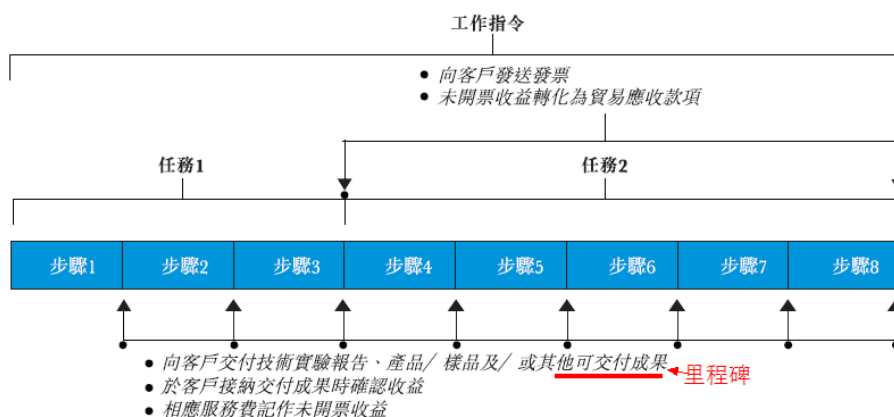 工作指令
• 向客戶發送發票
• 未開票收益轉化為貿易應收款項
任務1
任務2
步驟1
步驟2
步驟3
步驟4
步驟5
步驟6
步驟7
步驟8
• 向客戶交付技術實驗報告、產品/ 樣品及/ 或其他可交付成果
里程碑
• 於客戶接納交付成果時確認收益
• 相應服務費記作未開票收益